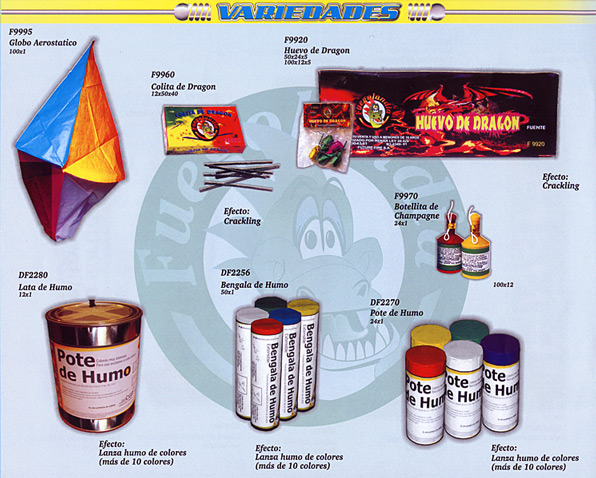 VARIEDADES
F9995
Globo Aerostatico
100x1
F9960
Colita de Dragon
12x50x40
COLITA DE DRAGON
Efecto:
Crackling
F9920
Huevo de Dragon
50x24x5
100x12x5
HUEVO DE DRAGON
FUENTE
F 9920
Efecto:
Crackling
F9970
Botellita de
Champagne
24x1
100x12
DF2280
Lata de Humo
12x1
Pote
de Humo
Efecto:
Lanza humo de colores
(más de 10 colores)
DF2256
Bengala de Humo
50x1
Bengala de Humo
Bengala de Humo
Bengala de Humo
Efecto:
Lanza humo de colores
(más de 10 colores)
DF2270
Pote de Humo
24x1
Pote
de Humo
Pote
de Humo
Pote
de Humo
Efecto:
Lanza humo de colores
(más de 10 colores)